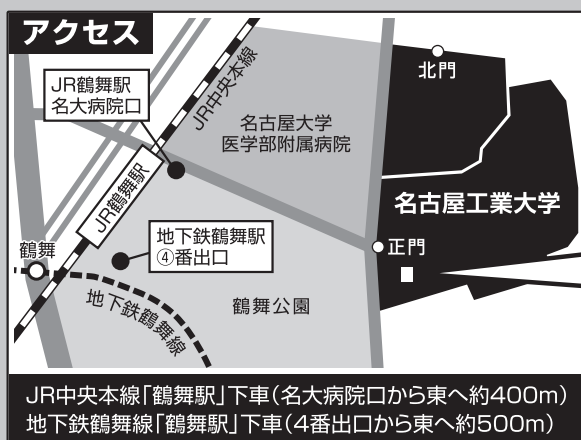 アクセス
JR鶴舞駅
名大病院口
JR中央本線
北門
名古屋大学
医学部附属病院
JR鶴舞駅
名古屋工業大学
地下鉄鶴舞駅
④番出口
正門
鶴舞
地下鉄鶴舞線
鶴舞公園
JR中央本線「鶴舞駅」下車(名大病院口から東へ約400m)
地下鉄鶴舞線「鶴舞駅」下車(4番出口から東へ約500m)